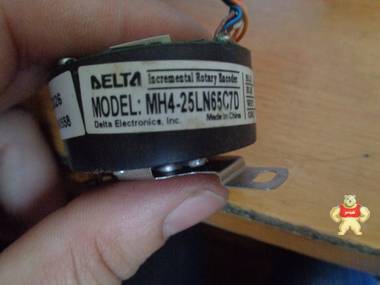 DELTA Incremental Rotary Encoder
MODEL: MH4-25LN65C7D
Delta Electronics, Inc. Made in China